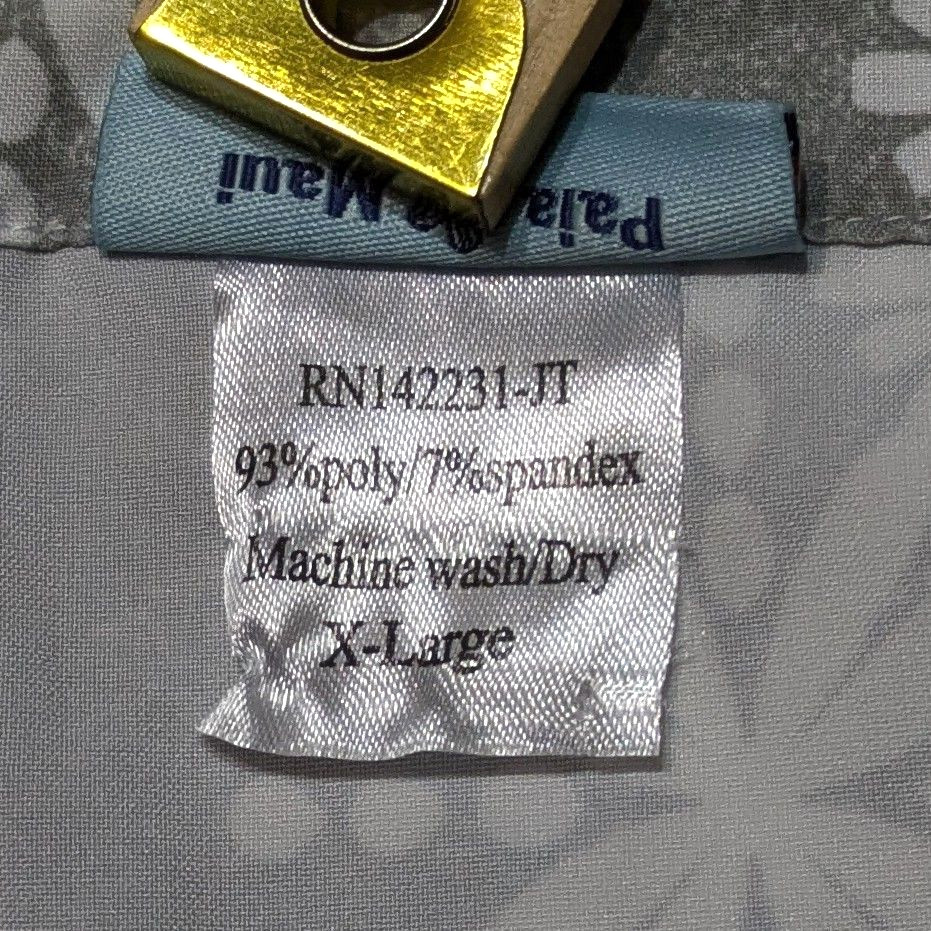 Maui
RN142231-JT
93%poly/7%spandex
Machine wash/Dry
X-Large